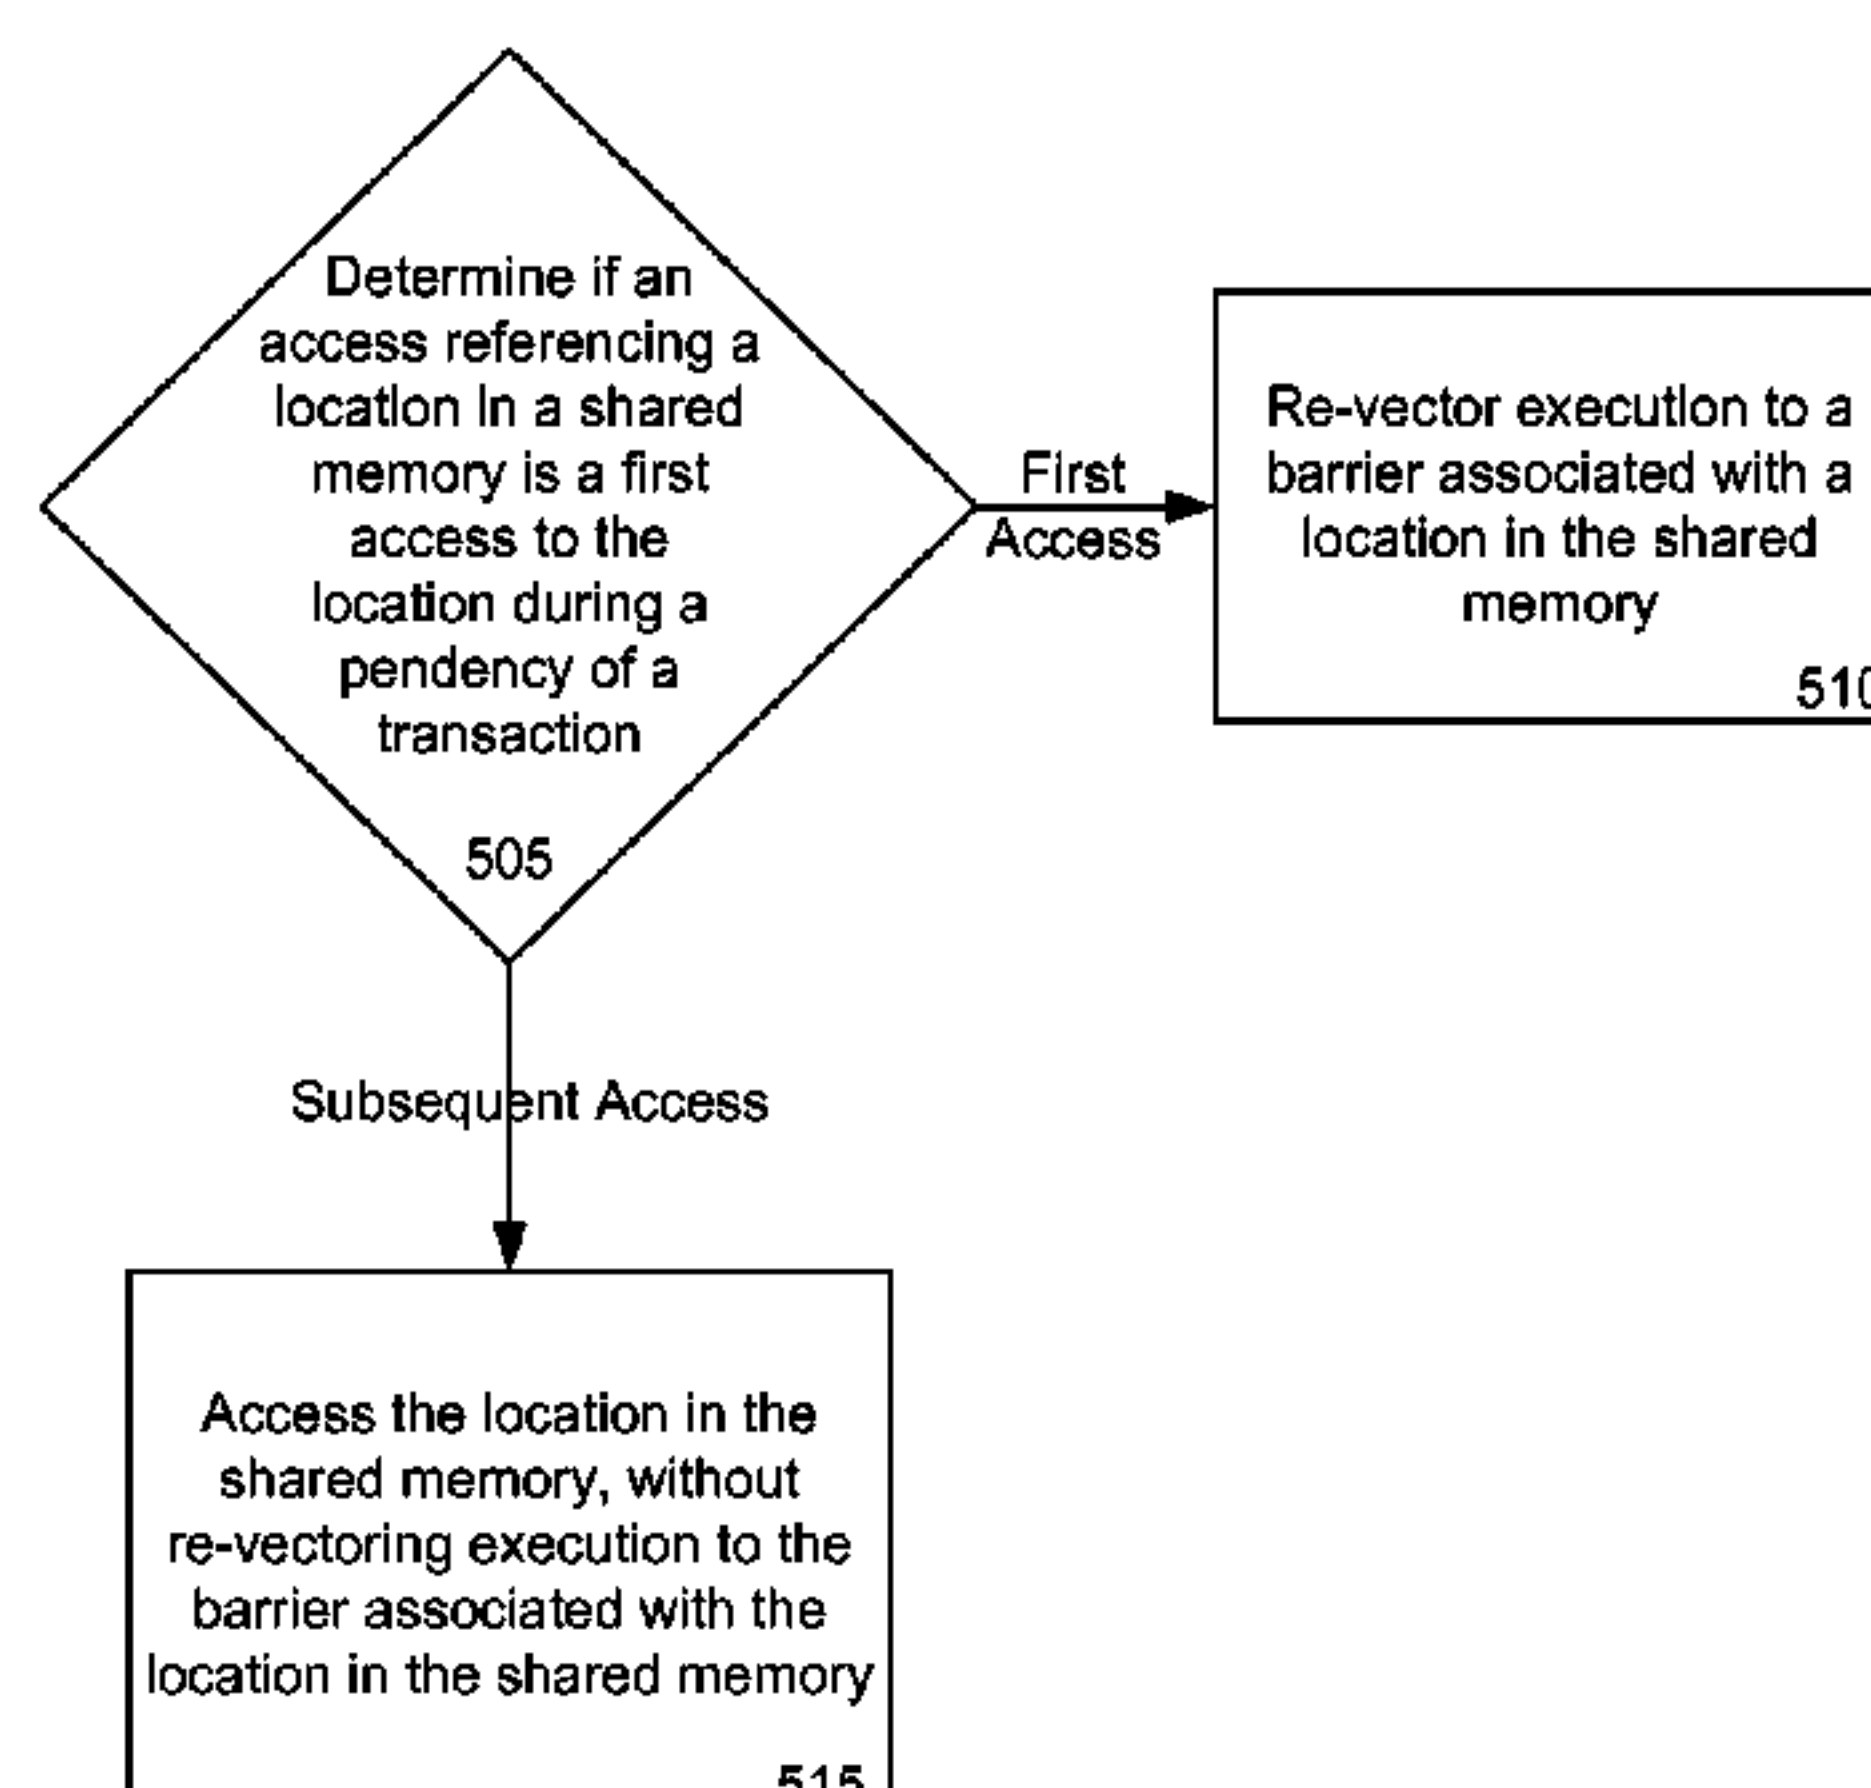 Determine if an
access referencing a
location in a shared
memory is a first
access to the
location during a
pendency of a
transaction
505
First
Access
Re-vector execution to a
barrier associated with a
location in the shared
memory
510
Subsequent Access
Access the location in the
shared memory, without
re-vectoring execution to the
barrier associated with the
location in the shared memory
515